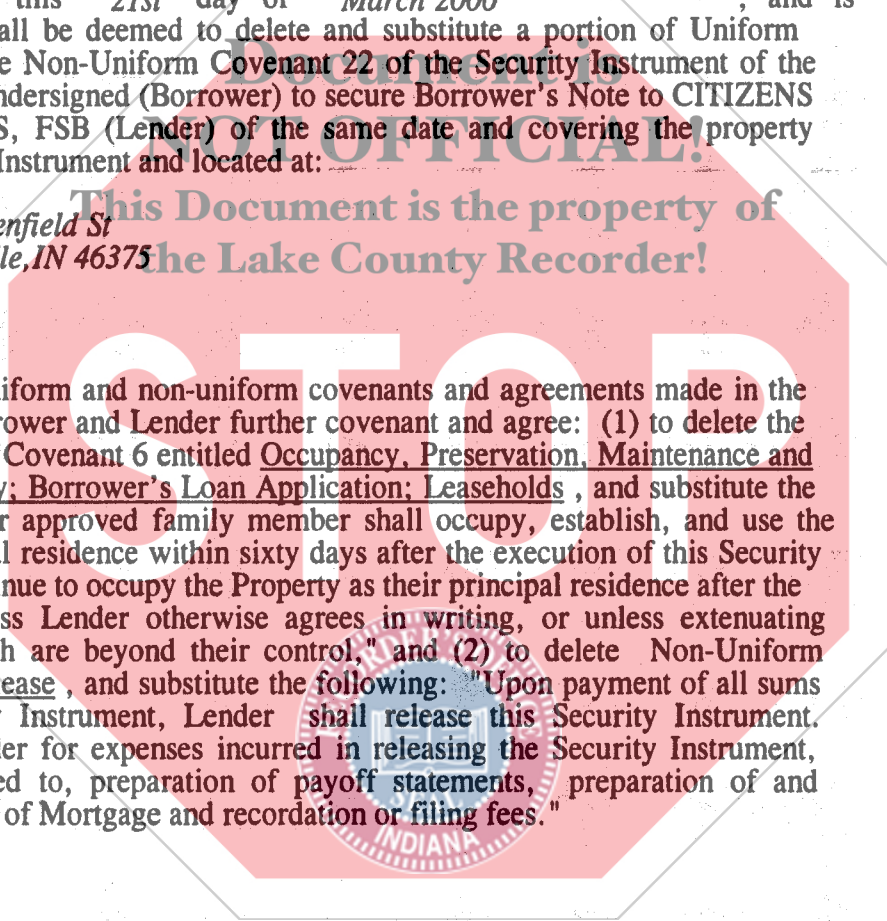 this 21st day of March 2000 , and is
all be deemed to delete and substitute a portion of Uniform
e Non-Uniform Covenant 22 of the Security Instrument of the
ndersigned (Borrower) to secure Borrower's Note to CITIZENS
S, FSB (Lender) of the same date and covering the property
Instrument and located at:
Document is
NOT OFFICIAL!
This Document is the property of
the Lake County Recorder!
enfield St
le, IN 46375
STOP
iform and non-uniform covenants and agreements made in the
rower and Lender further covenant and agree: (1) to delete the
Covenant 6 entitled Occupancy, Preservation, Maintenance and
y; Borrower's Loan Application; Leaseholds , and substitute the
r approved family member shall occupy, establish, and use the
l residence within sixty days after the execution of this Security
nue to occupy the Property as their principal residence after the
ss Lender otherwise agrees in writing, or unless extenuating
h are beyond their control," and (2) to delete Non-Uniform
ease , and substitute the following: "Upon payment of all sums
Instrument, Lender shall release this Security Instrument.
der for expenses incurred in releasing the Security Instrument,
ed to, preparation of payoff statements, preparation of and
of Mortgage and recordation or filing fees."
SEAL
INDIANA